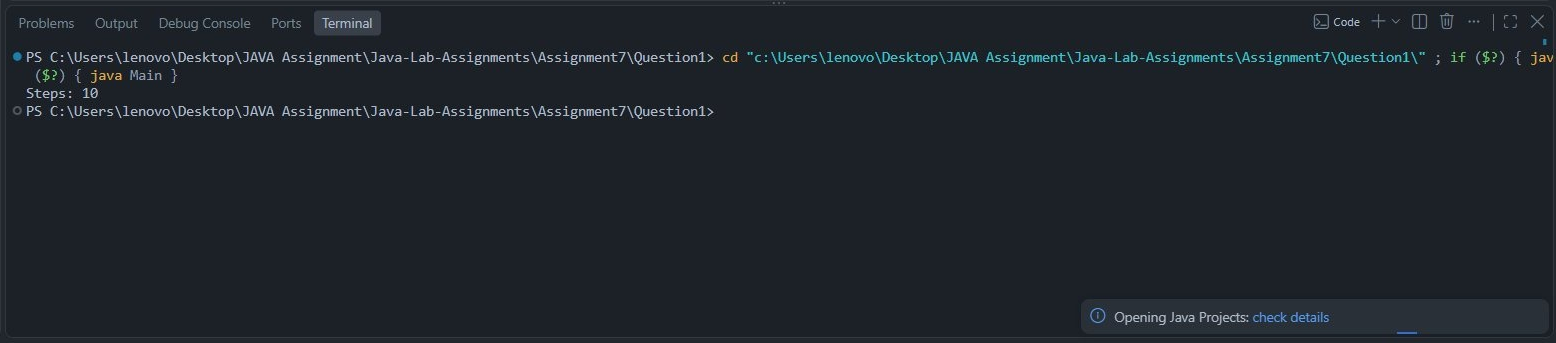 Problems Output Debug Console Ports Terminal Code
PS C:\Users\lenovo\Desktop\JAVA Assignment\Java-Lab-Assignments\Assignment7\Question1> cd "c:\Users\lenovo\Desktop\JAVA Assignment\Java-Lab-Assignments\Assignment7\Question1\" ; if ($?) { jav
($?) { java Main }
Steps: 10
PS C:\Users\lenovo\Desktop\JAVA Assignment\Java-Lab-Assignments\Assignment7\Question1>
Opening Java Projects: check details